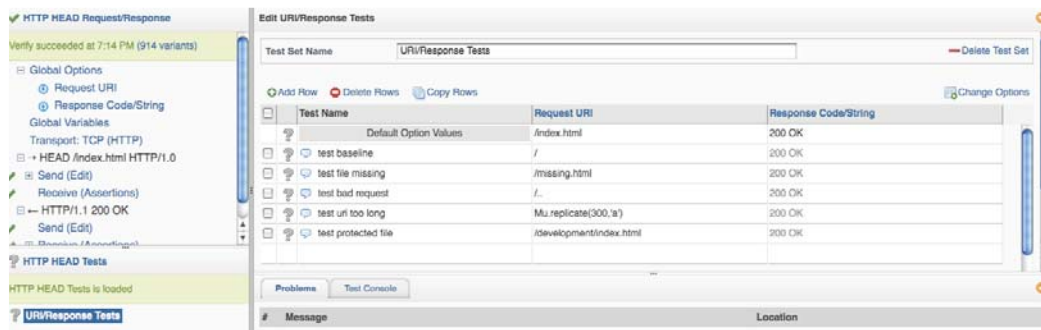 HTTP HEAD Request/Response
Verify succeeded at 7:14 PM (914 variants)
Global Options
Request URI
Response Code/String
Global Variables
Transport: TCP (HTTP)
HEAD /index.html HTTP/1.0
Send (Edit)
Receive (Assertions)
HTTP/1.1 200 OK
Send (Edit)
Receive (Assertions)
HTTP HEAD Tests
HTTP HEAD Tests is loaded
URI/Response Tests
Edit URI/Response Tests
Test Set Name URI/Response Tests Delete Test Set
Add Row Delete Rows Copy Rows Change Options
Test Name Request URI Response Code/String
Default Option Values /index.html 200 OK
test baseline / 200 OK
test file missing /missing.html 200 OK
test bad request /.. 200 OK
test uri too long Mu.replicate(300,'a') 200 OK
test protected file /development/index.html 200 OK
Problems Test Console
# Message Location